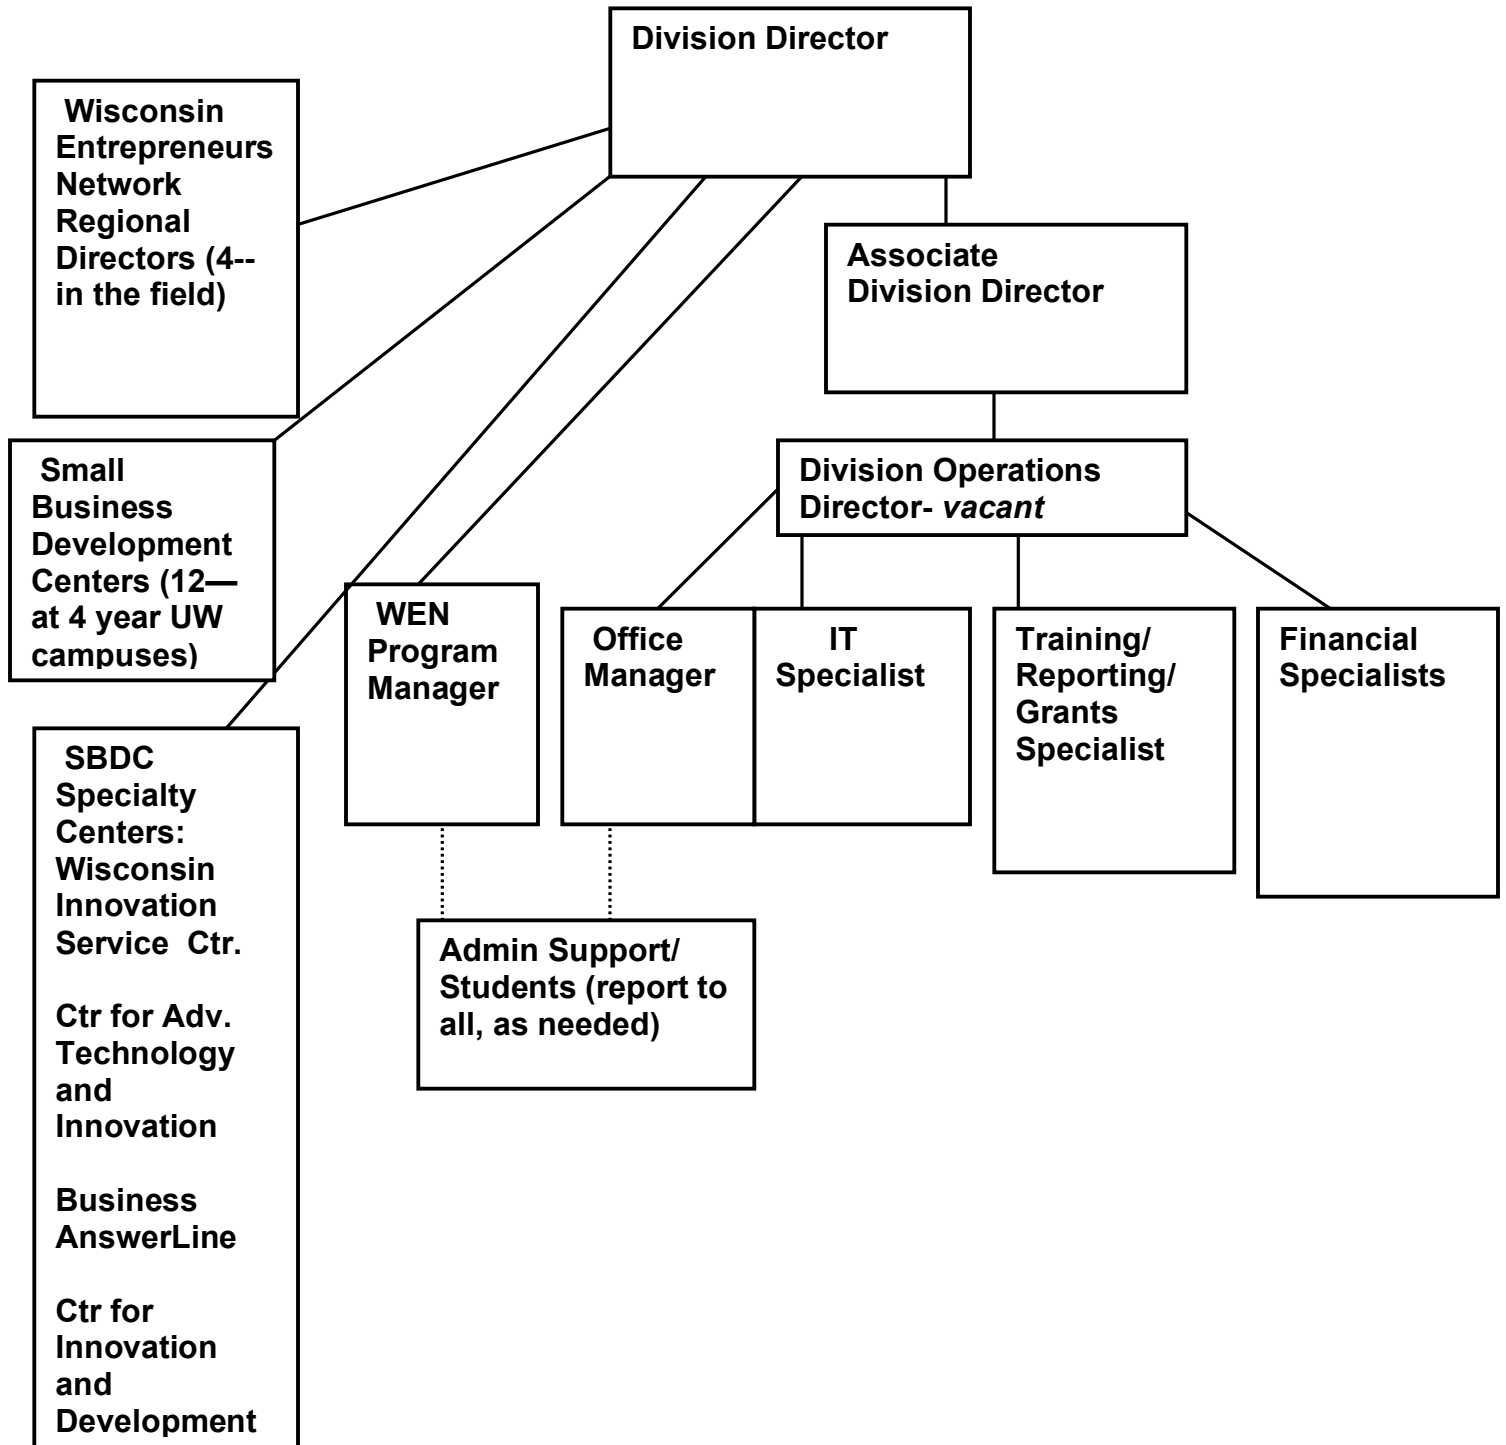 Division Director
Wisconsin
Entrepreneurs
Network
Regional
Directors (4--
in the field)
Associate
Division Director
Small
Business
Development
Centers (12—
at 4 year UW
campuses)
Division Operations
Director- vacant
WEN
Program
Manager
Office
Manager
IT
Specialist
Training/
Reporting/
Grants
Specialist
Financial
Specialists
SBDC
Specialty
Centers:
Wisconsin
Innovation
Service Ctr.
Ctr for Adv.
Technology
and
Innovation
Business
AnswerLine
Ctr for
Innovation
and
Development
Admin Support/
Students (report to
all, as needed)